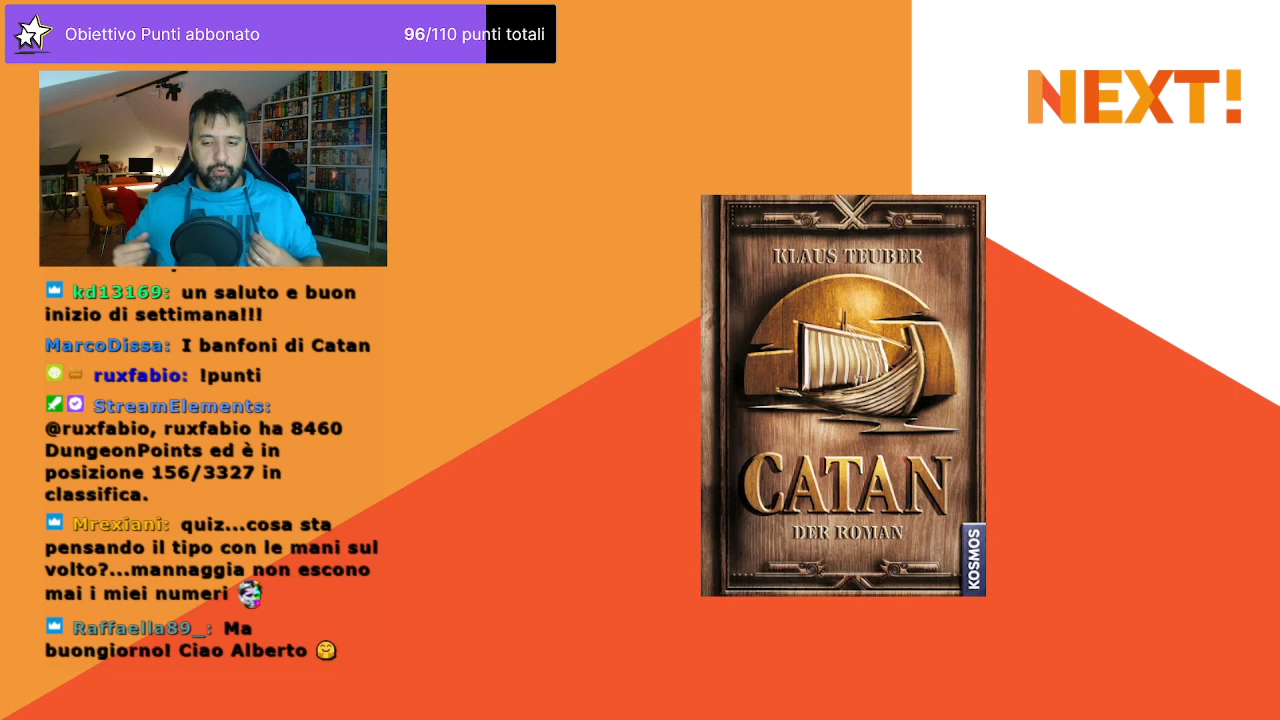 Obiettivo Punti abbonato
96/110 punti totali
NEXT!
kd13169: un saluto e buon
inizio di settimana!!!
MarcoDissa: I banfoni di Catan
ruxfabio: !punti
StreamElements:
@ruxfabio, ruxfabio ha 8460
DungeonPoints ed è in
posizione 156/3327 in
classifica.
Mrexiani: quiz...cosa sta
pensando il tipo con le mani sul
volto?...mannaggia non escono
mai i miei numeri
Raffaella89_: Ma
buongiorno! Ciao Alberto
KLAUS TEUBER
CATAN
DER ROMAN
KOSMOS